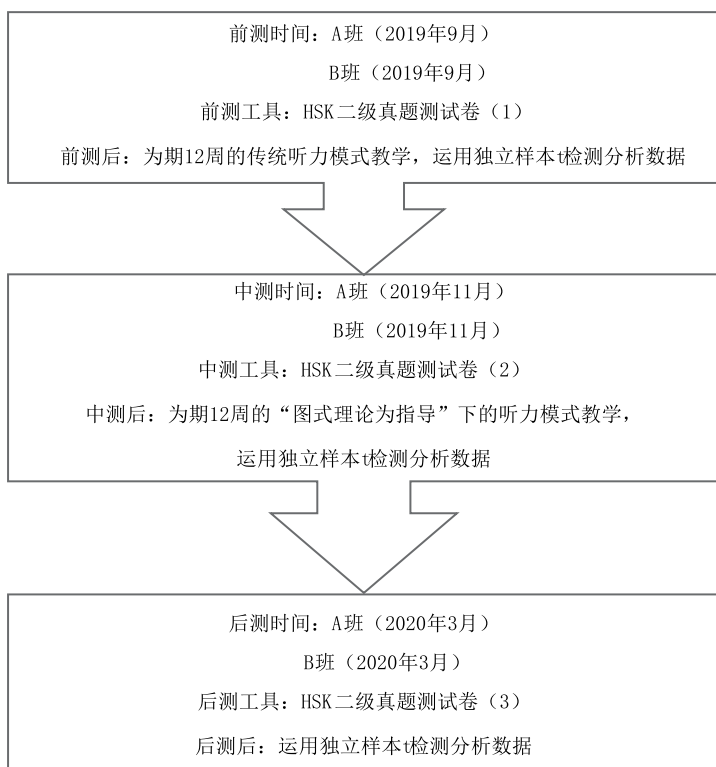 前测时间：A班（2019年9月）
B班（2019年9月）
前测工具：HSK二级真题测试卷（1）
前测后：为期12周的传统听力模式教学，运用独立样本t检测分析数据
中测时间：A班（2019年11月）
B班（2019年11月）
中测工具：HSK二级真题测试卷（2）
中测后：为期12周的“图式理论为指导”下的听力模式教学，
运用独立样本t检测分析数据
后测时间：A班（2020年3月）
B班（2020年3月）
后测工具：HSK二级真题测试卷（3）
后测后：运用独立样本t检测分析数据